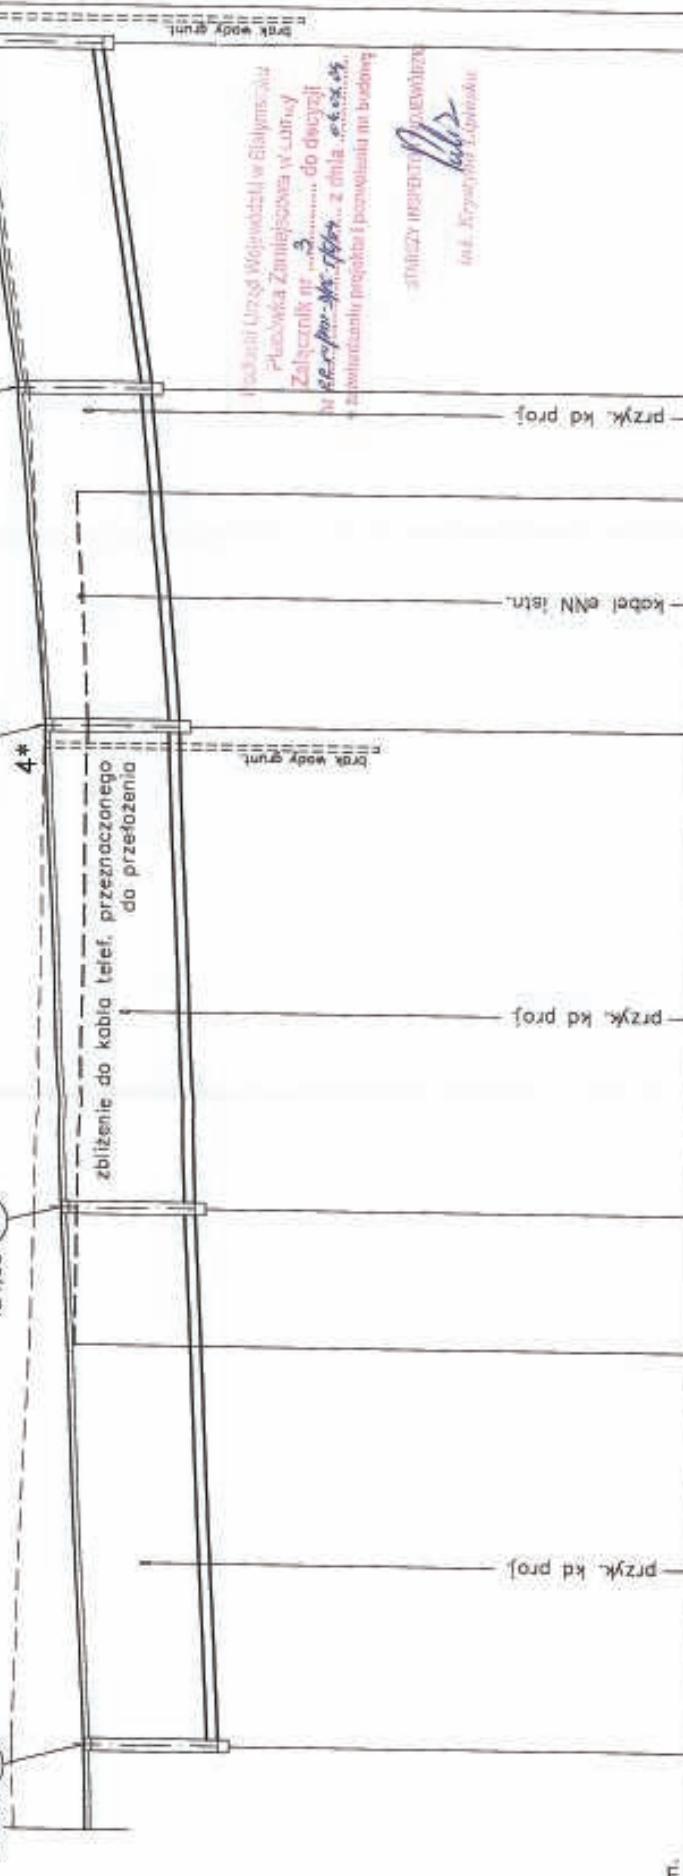 brak wody grunt.
Podlaski Urząd Wojewódzki w Białymstoku
Placówka Zamiejscowa w Łomży
Załącznik nr 3 do decyzji
z dnia
o zatwierdzeniu projektu i pozwoleniu na budowę
STARSZY INSPEKTOR WOJEWÓDZKI
inż. Krystyna
przyk. kd proj.
kabel eNN istn.
4*
brak wody grunt.
zbliżenie do kabla telef. przeznaczonego
do przełożenia
przyk. kd proj.
przyk. kd proj.